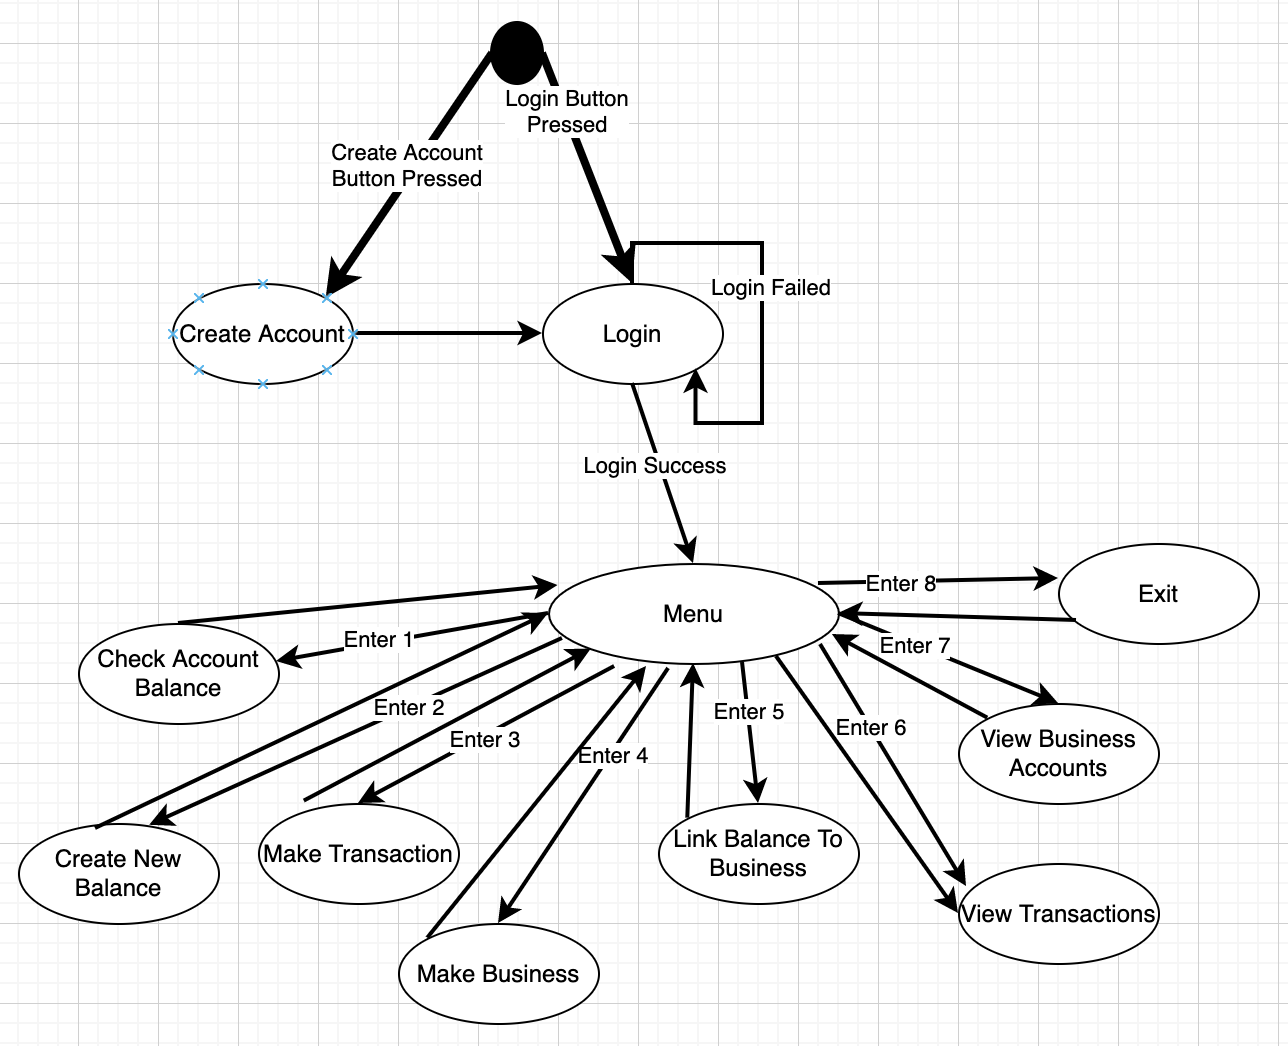 Login Button
Pressed
Create Account
Button Pressed
Login Failed
Create Account
Login
Login Success
Enter 8
Exit
Menu
Enter 1
Enter 7
Check Account
Balance
Enter 2
Enter 5
Enter 6
Enter 3
View Business
Accounts
Enter 4
Link Balance To
Business
Make Transaction
Create New
Balance
View Transactions
Make Business